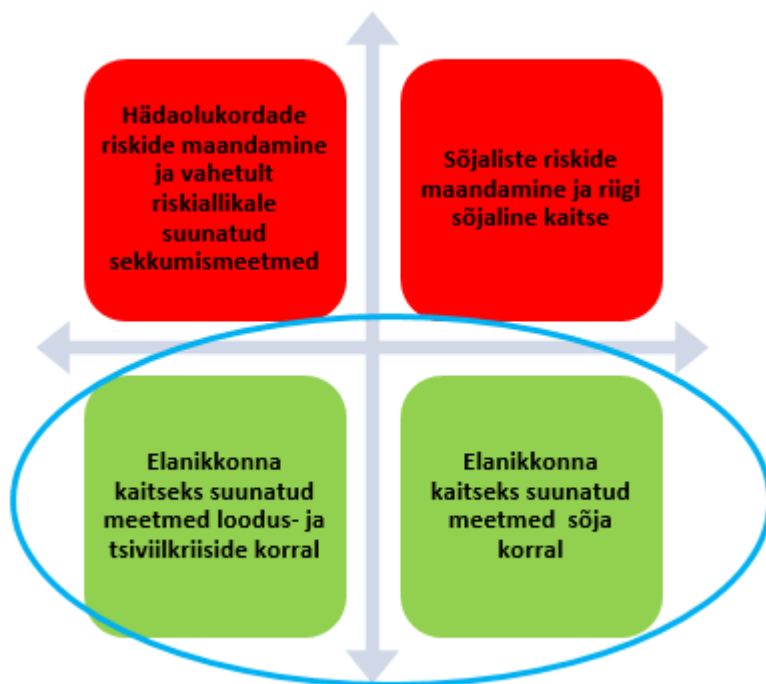 Hädaolukordade
riskide maandamine
ja vahetult
riskiallikale
suunatud
sekkumismeetmed
Sõjaliste riskide
maandamine ja riigi
sõjaline kaitse
Elanikkonna
kaitseks suunatud
meetmed loodus- ja
tsiviilkriiside korral
Elanikkonna
kaitseks suunatud
meetmed sõja
korral